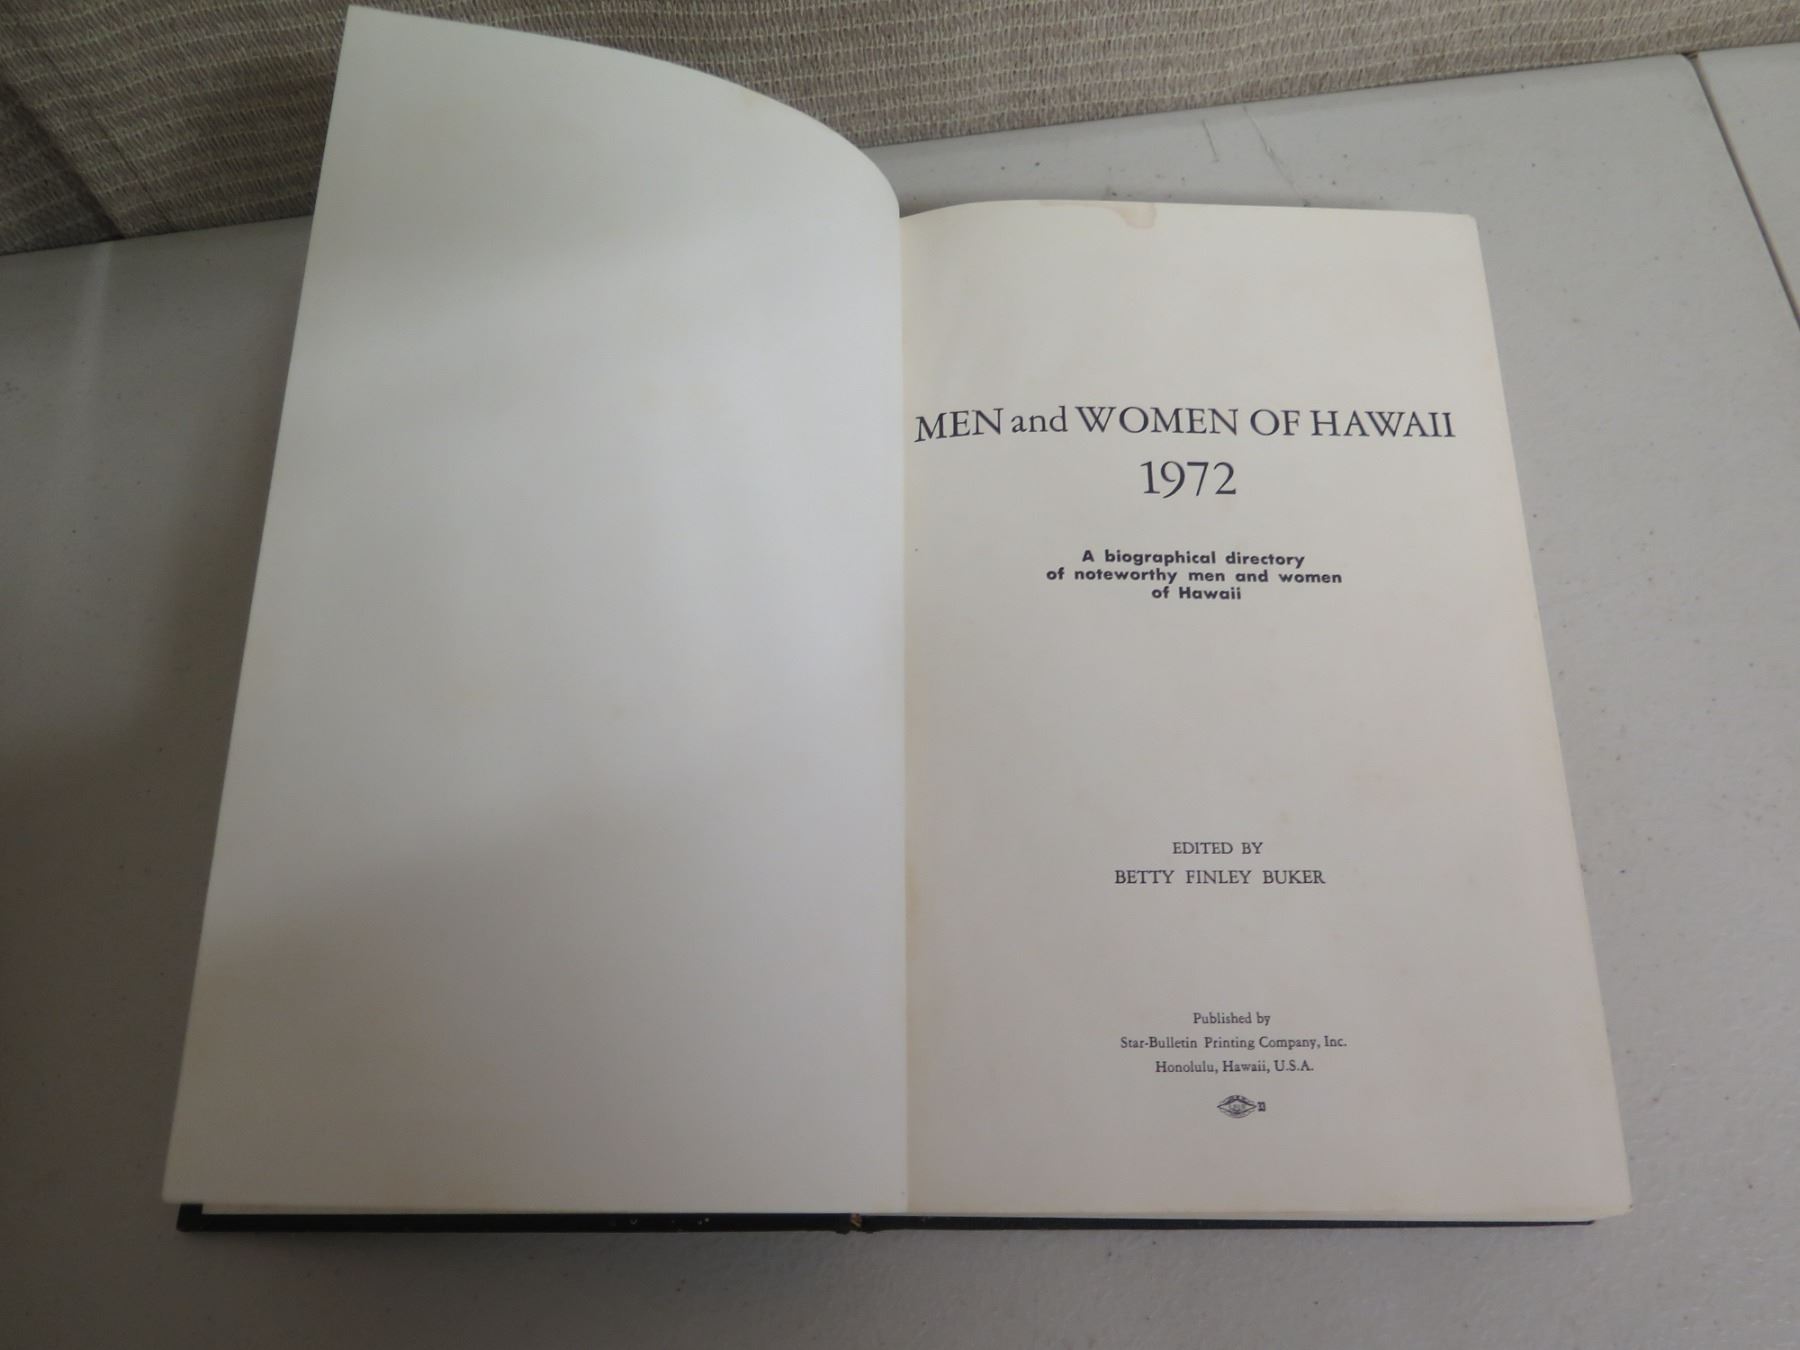 MEN and WOMEN OF HAWAII
1972
A biographical directory
of noteworthy men and women
of Hawaii
EDITED BY
BETTY FINLEY BUKER
Published by
Star-Bulletin Printing Company, Inc.
Honolulu, Hawaii, U.S.A.